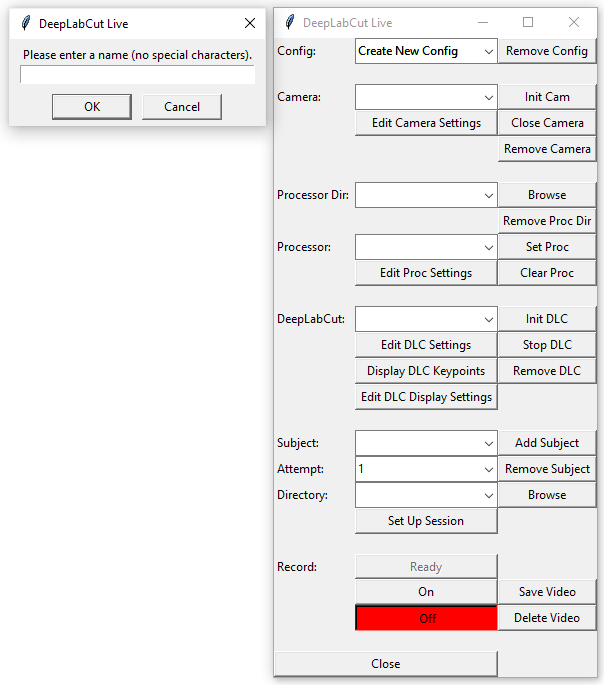 DeepLabCut Live
Please enter a name (no special characters).
OK Cancel
DeepLabCut Live
Config: Create New Config Remove Config
Camera: Init Cam
Edit Camera Settings Close Camera
Remove Camera
Processor Dir: Browse
Remove Proc Dir
Processor: Set Proc
Edit Proc Settings Clear Proc
DeepLabCut: Init DLC
Edit DLC Settings Stop DLC
Display DLC Keypoints Remove DLC
Edit DLC Display Settings
Subject: Add Subject
Attempt: 1 Remove Subject
Directory: Browse
Set Up Session
Record: Ready
On Save Video
Off Delete Video
Close